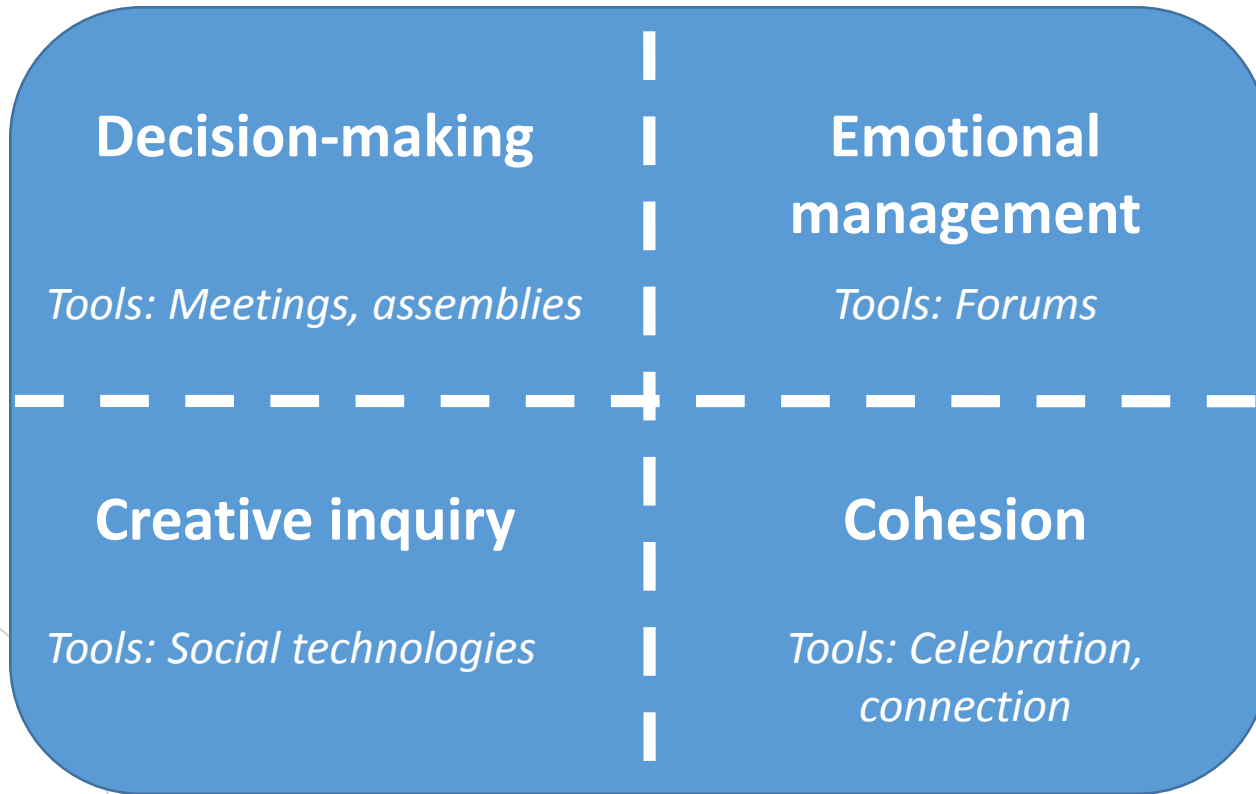 Decision-making
Tools: Meetings, assemblies
Emotional
management
Tools: Forums
Creative inquiry
Tools: Social technologies
Cohesion
Tools: Celebration,
connection